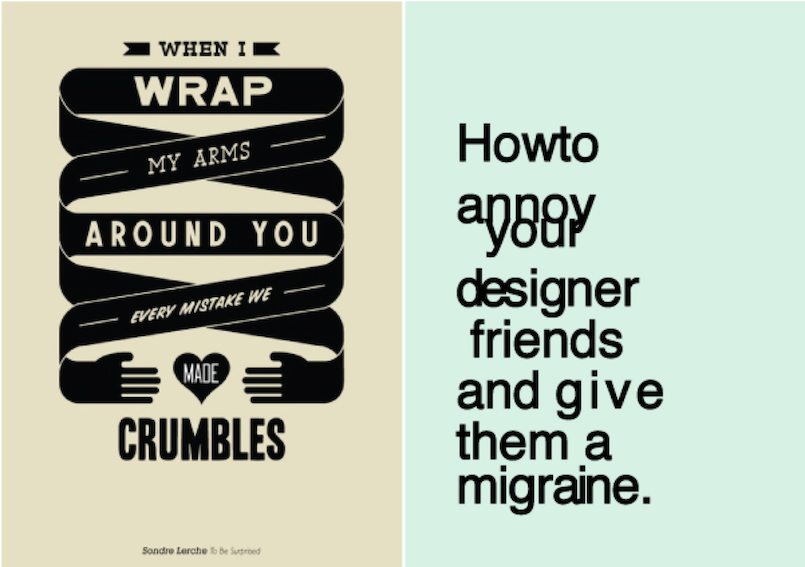 WHEN I
WRAP
MY ARMS
AROUND YOU
EVERY MISTAKE WE
MADE
CRUMBLES
Sondre Lerche To Be Surprised
Howto
annoy
your
designer
friends
and give
them a
migraine.